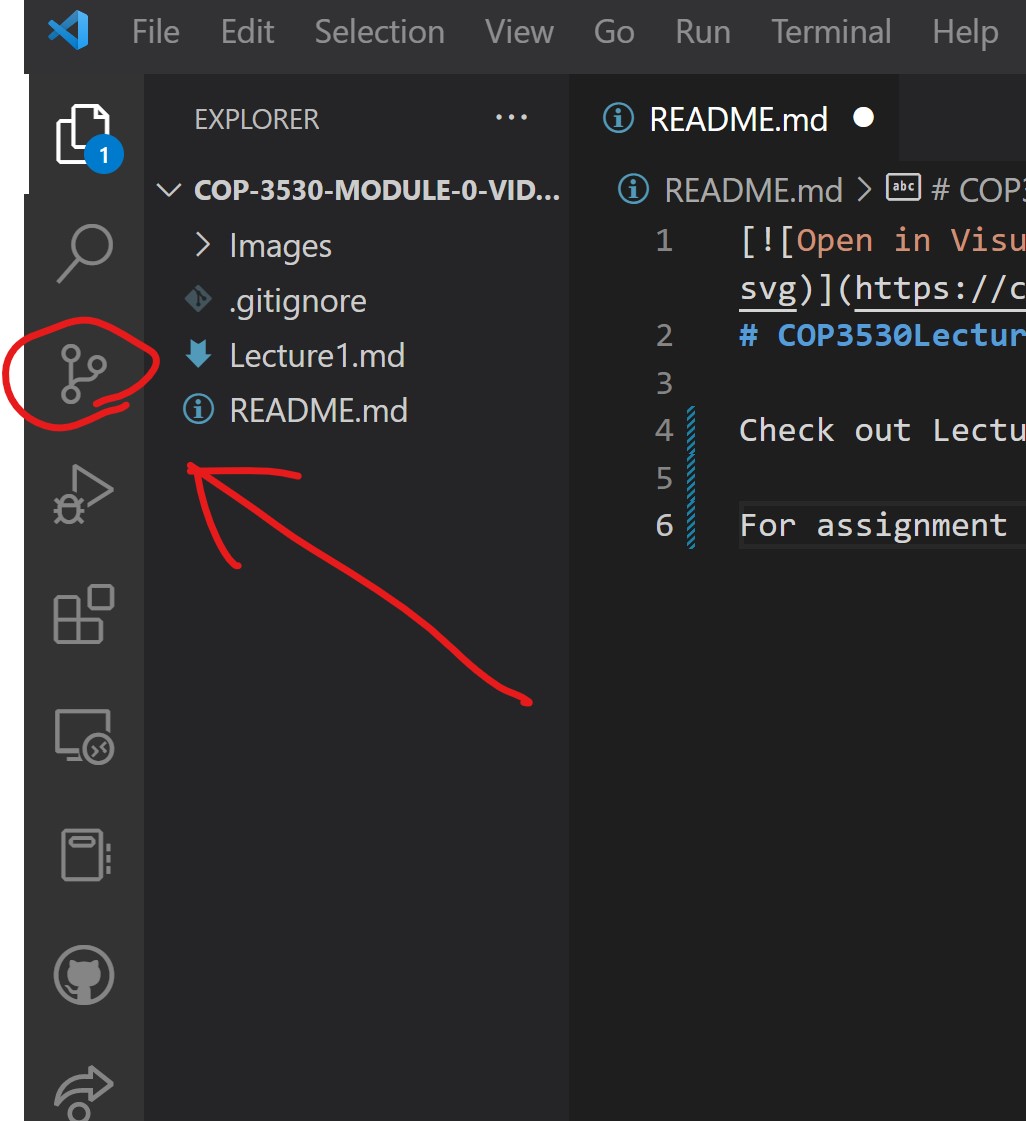 File Edit Selection View Go Run Terminal Help
EXPLORER ...
README.md
1
COP-3530-MODULE-0-VID...
README.md > abc # COP3
Images
.gitignore
Lecture1.md
README.md
1 [![Open in Visu
svg)](https://c
2 # COP3530Lectur
3
4 Check out Lectu
5
6 For assignment